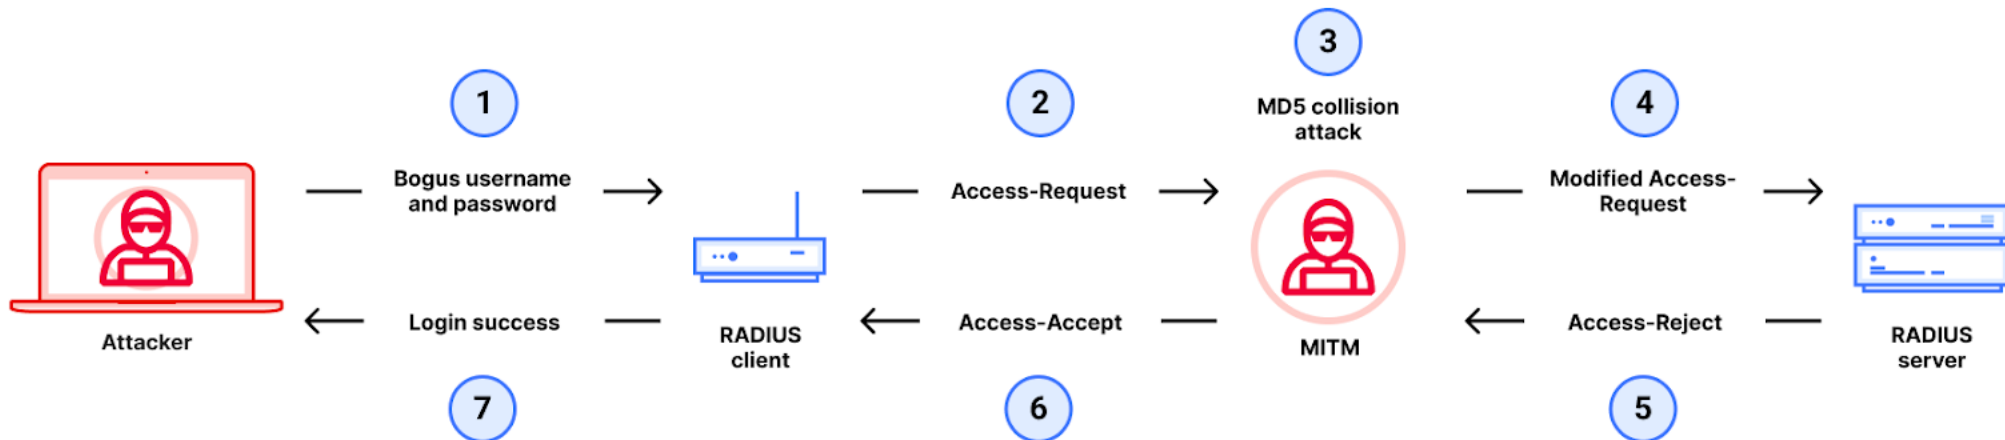 3
1
2
MD5 collision
attack
4
Bogus username
and password
Access-Request
Modified Access-
Request
Attacker
Login success
RADIUS
client
Access-Accept
MITM
Access-Reject
RADIUS
server
7
6
5